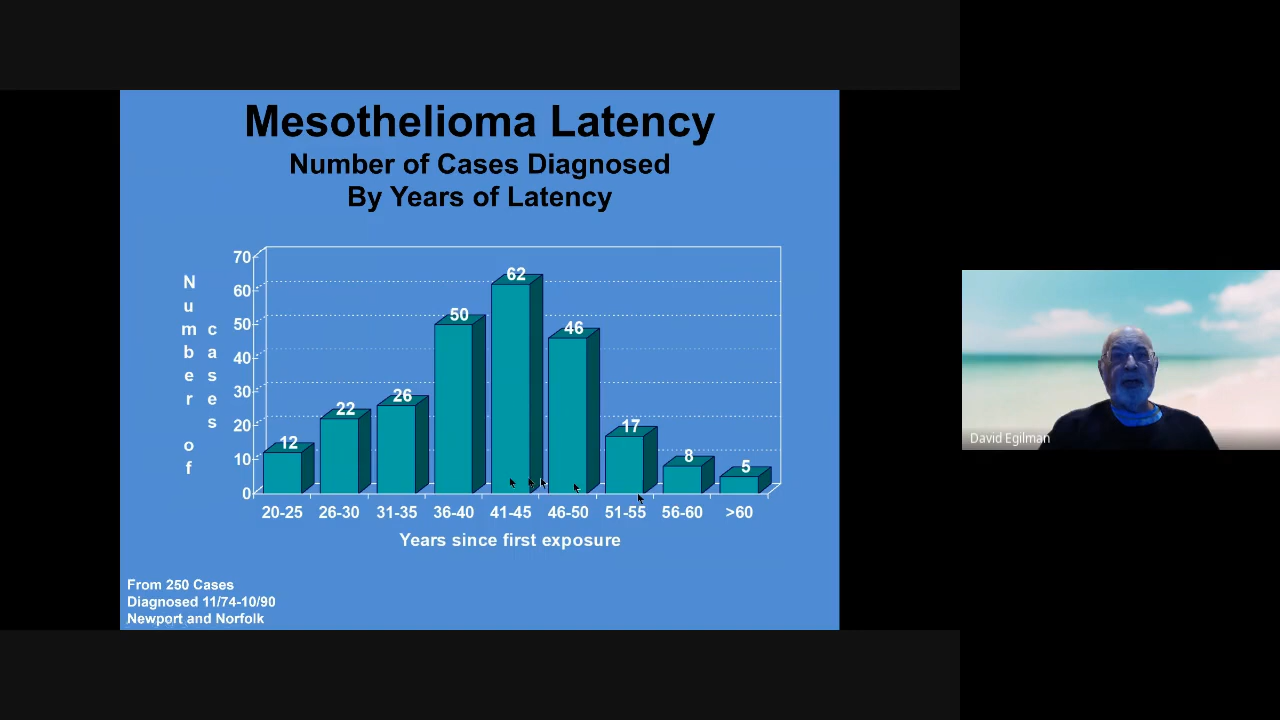 Mesothelioma Latency
Number of Cases Diagnosed
By Years of Latency
Number of
cases
70
60
50
40
30
20
10
0
12
22
26
50
62
46
17
8
5
20-25 26-30 31-35 36-40 41-45 46-50 51-55 56-60 >60
Years since first exposure
From 250 Cases
Diagnosed 11/74-10/90
Newport and Norfolk
David Egilman